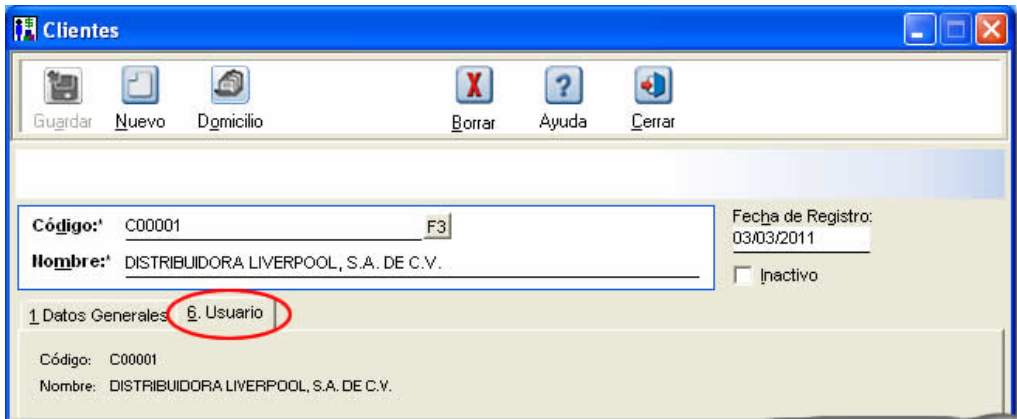 Clientes
Guardar Nuevo Domicilio Borrar Ayuda Cerrar
Código:* C00001 F3
Fecha de Registro:
03/03/2011
Nombre:* DISTRIBUIDORA LIVERPOOL, S.A. DE C.V.
Inactivo
1 Datos Generales 6. Usuario
Código: C00001
Nombre: DISTRIBUIDORA LIVERPOOL, S.A. DE C.V.